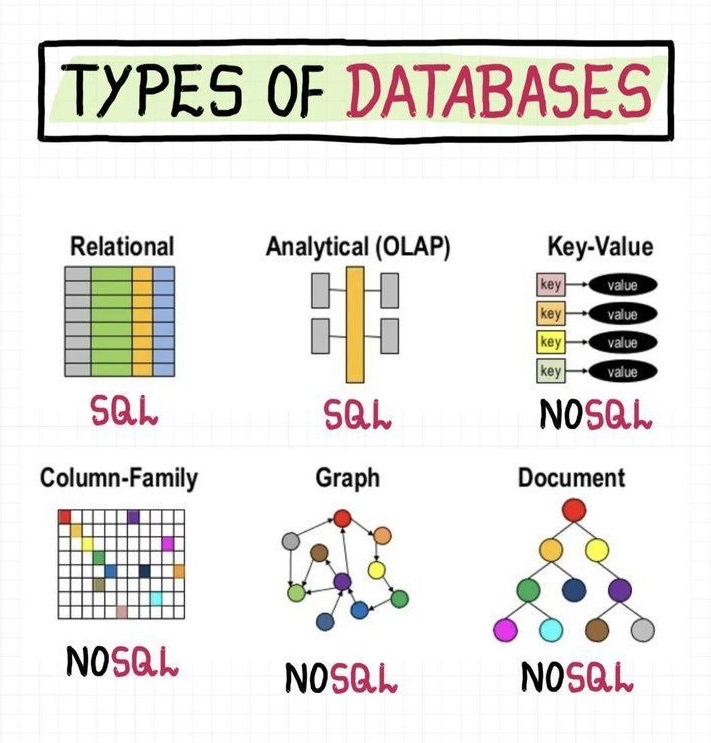 TYPES OF DATABASES
Relational
SQL
Analytical (OLAP)
SQL
Key-Value
key value
key value
key value
key value
NOSQL
Column-Family
NOSQL
Graph
NOSQL
Document
NOSQL